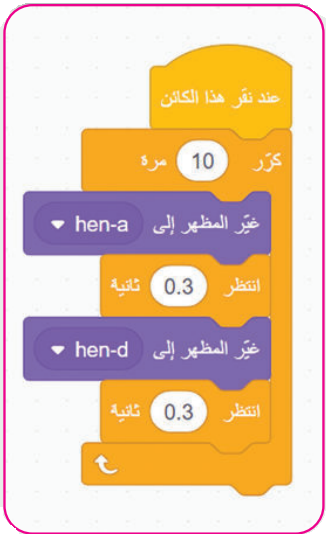 عند نقر هذا الكائن
كرّر 10 مرة
غيّر المظهر إلى hen-a
انتظر 0.3 ثانية
غيّر المظهر إلى hen-d
انتظر 0.3 ثانية